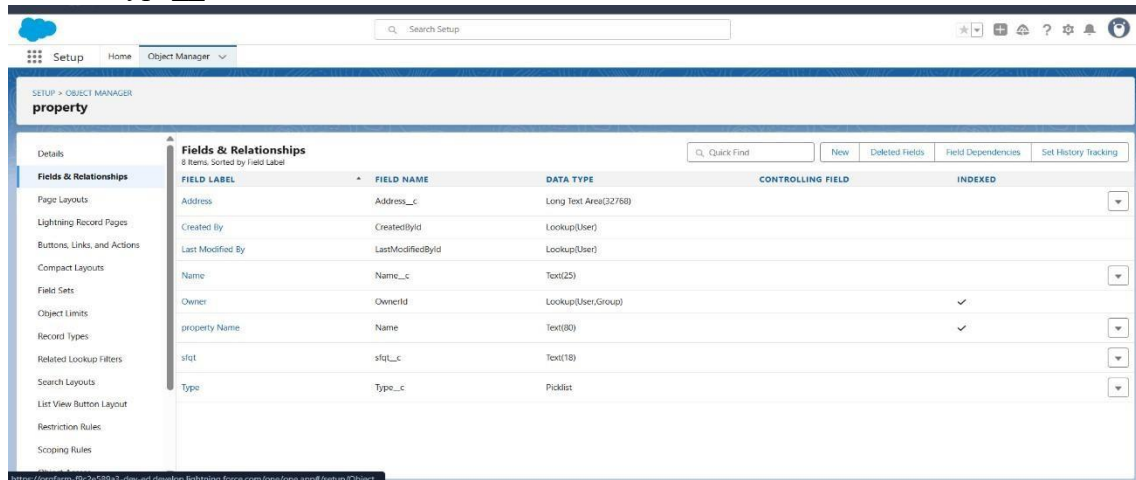 Search Setup
Setup Home Object Manager
SETUP > OBJECT MANAGER
property
Details
Fields & Relationships
Page Layouts
Lightning Record Pages
Buttons, Links, and Actions
Compact Layouts
Field Sets
Object Limits
Record Types
Related Lookup Filters
Search Layouts
List View Button Layout
Restriction Rules
Scoping Rules
Fields & Relationships
8 Items, Sorted by Field Label
Quick Find New Deleted Fields Field Dependencies Set History Tracking
FIELD LABEL FIELD NAME DATA TYPE CONTROLLING FIELD INDEXED
Address Address__c Long Text Area(32768)
Created By CreatedById Lookup(User)
Last Modified By LastModifiedById Lookup(User)
Name Name__c Text(25)
Owner OwnerId Lookup(User,Group)
property Name Name Text(80)
sfqt sfqt__c Text(18)
Type Type__c Picklist